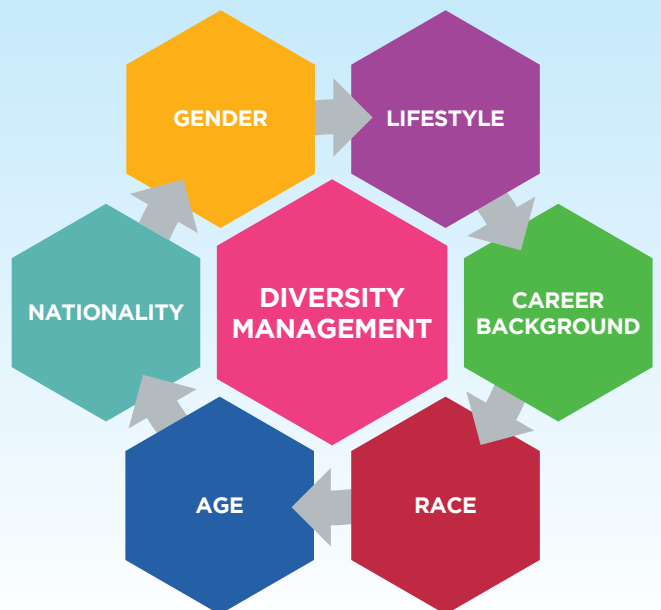 GENDER
LIFESTYLE
DIVERSITY
MANAGEMENT
NATIONALITY
CAREER
BACKGROUND
AGE
RACE